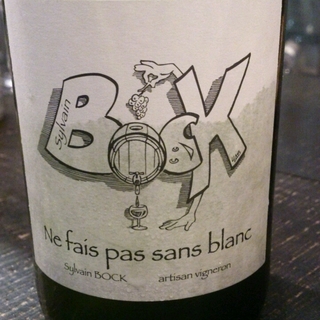 Sylvain
BOCK
Ne fais pas sans blanc
Sylvain BOCK artisan vigneron